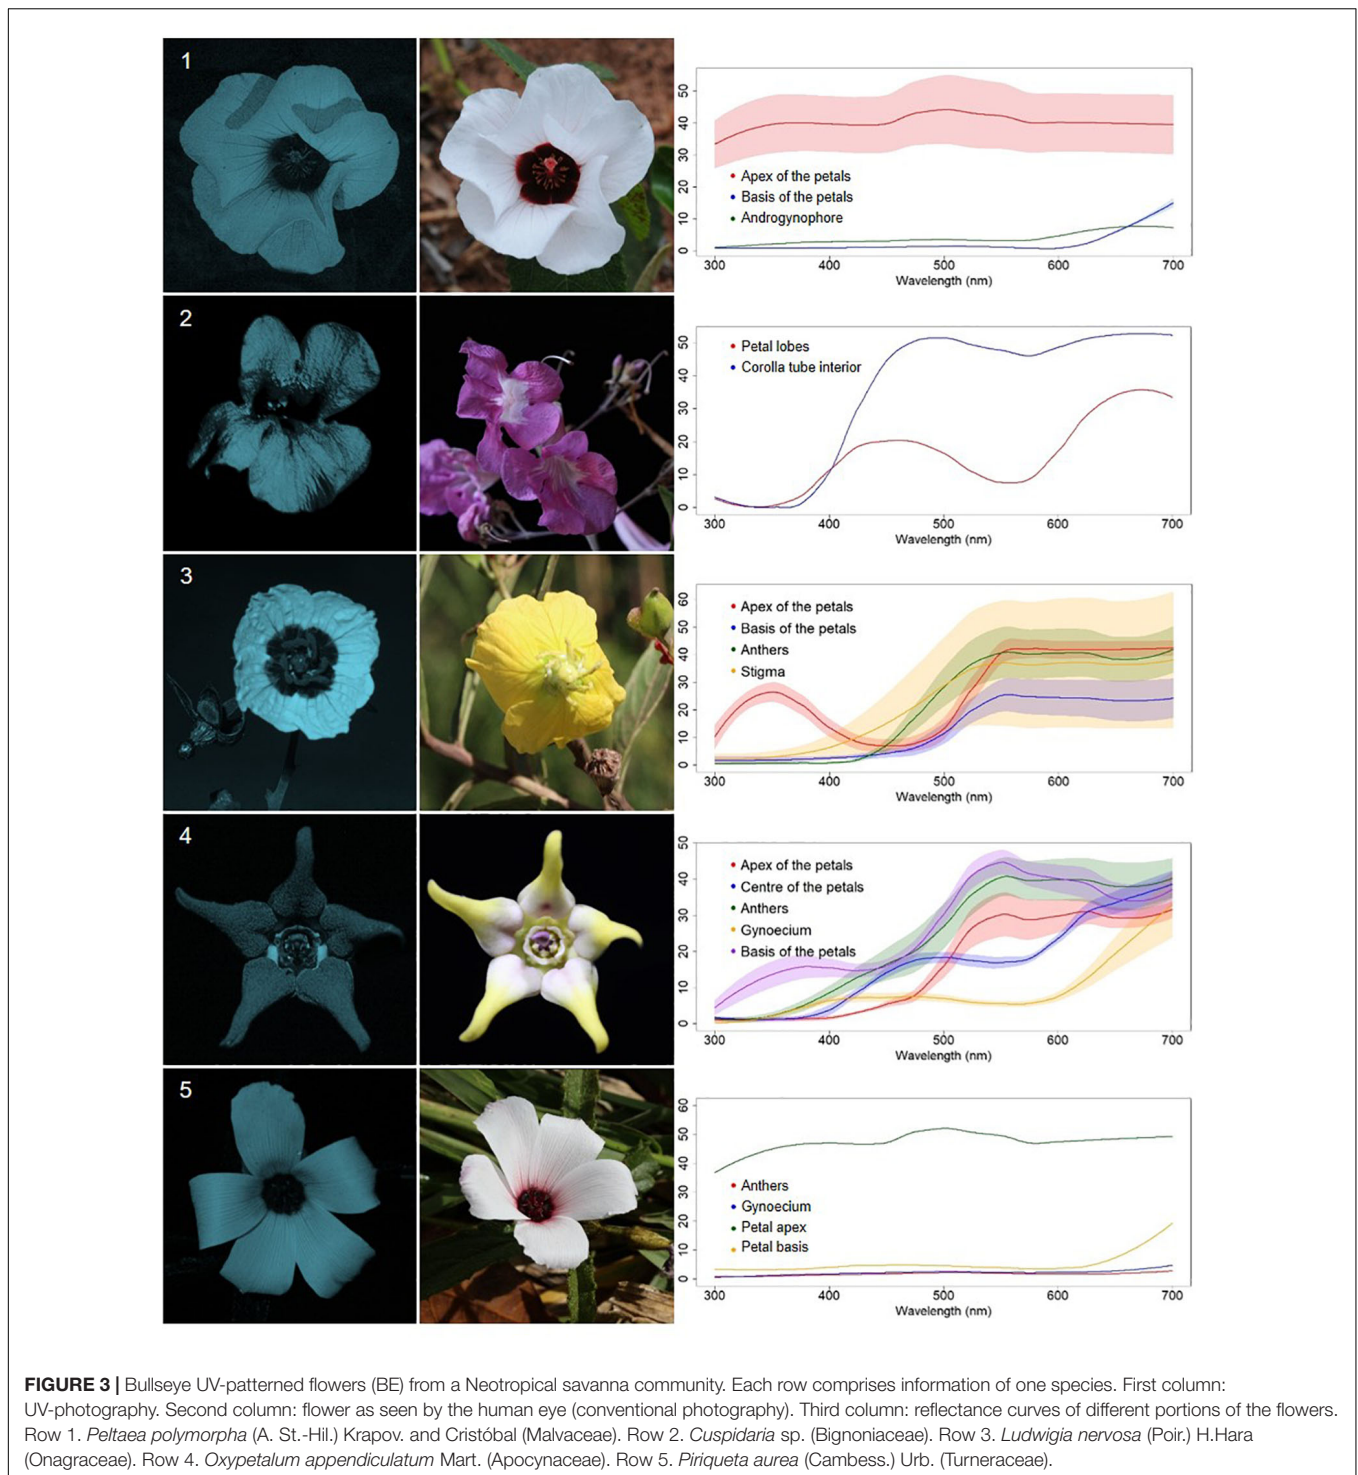 1
50
40
30
20
10
0
Apex of the petals
Basis of the petals
Androgynophore
300 400 500 600 700
Wavelength (nm)
2
50
40
30
20
10
0
Petal lobes
Corolla tube interior
300 400 500 600 700
Wavelength (nm)
3
60
50
40
30
20
10
0
Apex of the petals
Basis of the petals
Anthers
Stigma
300 400 500 600 700
Wavelength (nm)
4
50
40
30
20
10
0
Apex of the petals
Centre of the petals
Anthers
Gynoecium
Basis of the petals
300 400 500 600 700
Wavelength (nm)
5
60
50
40
30
20
10
0
Anthers
Gynoecium
Petal apex
Petal basis
300 400 500 600 700
Wavelength (nm)
FIGURE 3 | Bullseye UV-patterned flowers (BE) from a Neotropical savanna community. Each row comprises information of one species. First column:
UV-photography. Second column: flower as seen by the human eye (conventional photography). Third column: reflectance curves of different portions of the flowers.
Row 1. Peltaea polymorpha (A. St.-Hil.) Krapov. and Cristóbal (Malvaceae). Row 2. Cuspidaria sp. (Bignoniaceae). Row 3. Ludwigia nervosa (Poir.) H.Hara
(Onagraceae). Row 4. Oxypetalum appendiculatum Mart. (Apocynaceae). Row 5. Piriqueta aurea (Cambess.) Urb. (Turneraceae).